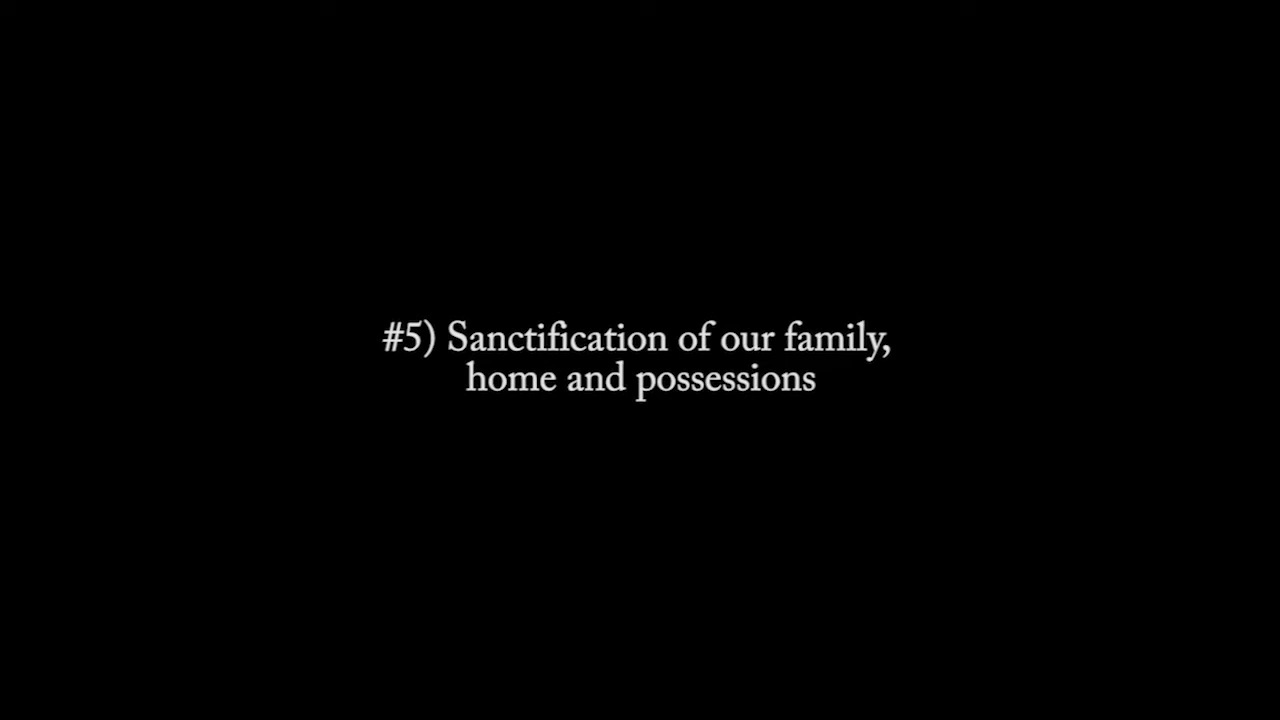 #5) Sanctification of our family,
home and possessions